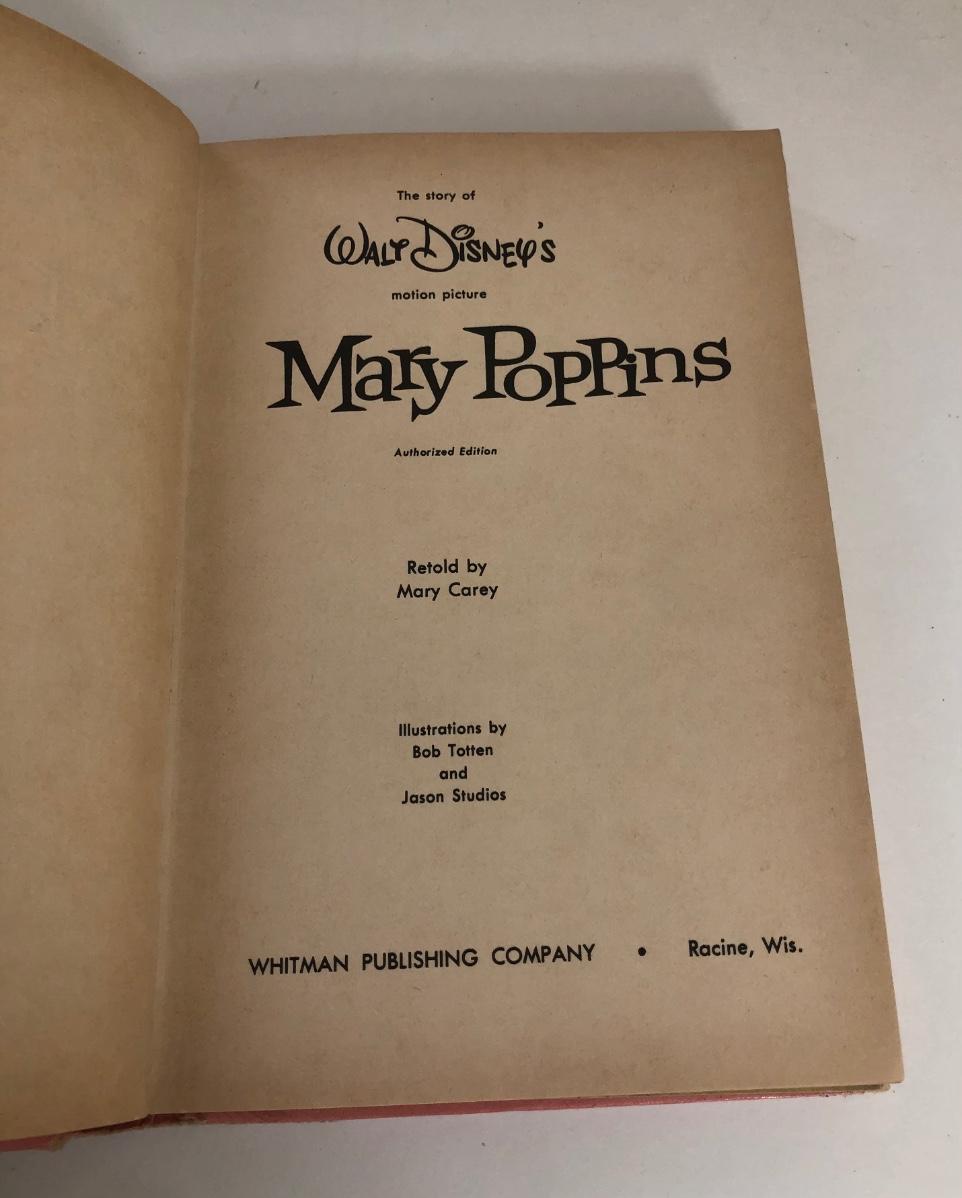 The story of
Walt Disney's
motion picture
Mary Poppins
Authorized Edition
Retold by
Mary Carey
Illustrations by
Bob Totten
and
Jason Studios
WHITMAN PUBLISHING COMPANY • Racine, Wis.